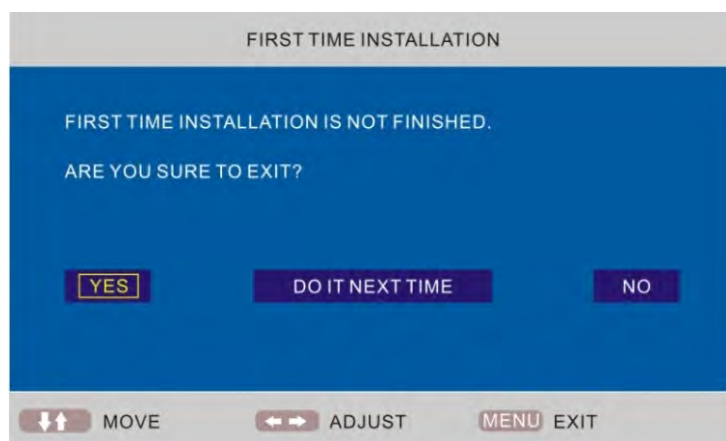 FIRST TIME INSTALLATION
FIRST TIME INSTALLATION IS NOT FINISHED.
ARE YOU SURE TO EXIT?
YES DO IT NEXT TIME NO
MOVE ADJUST MENU EXIT